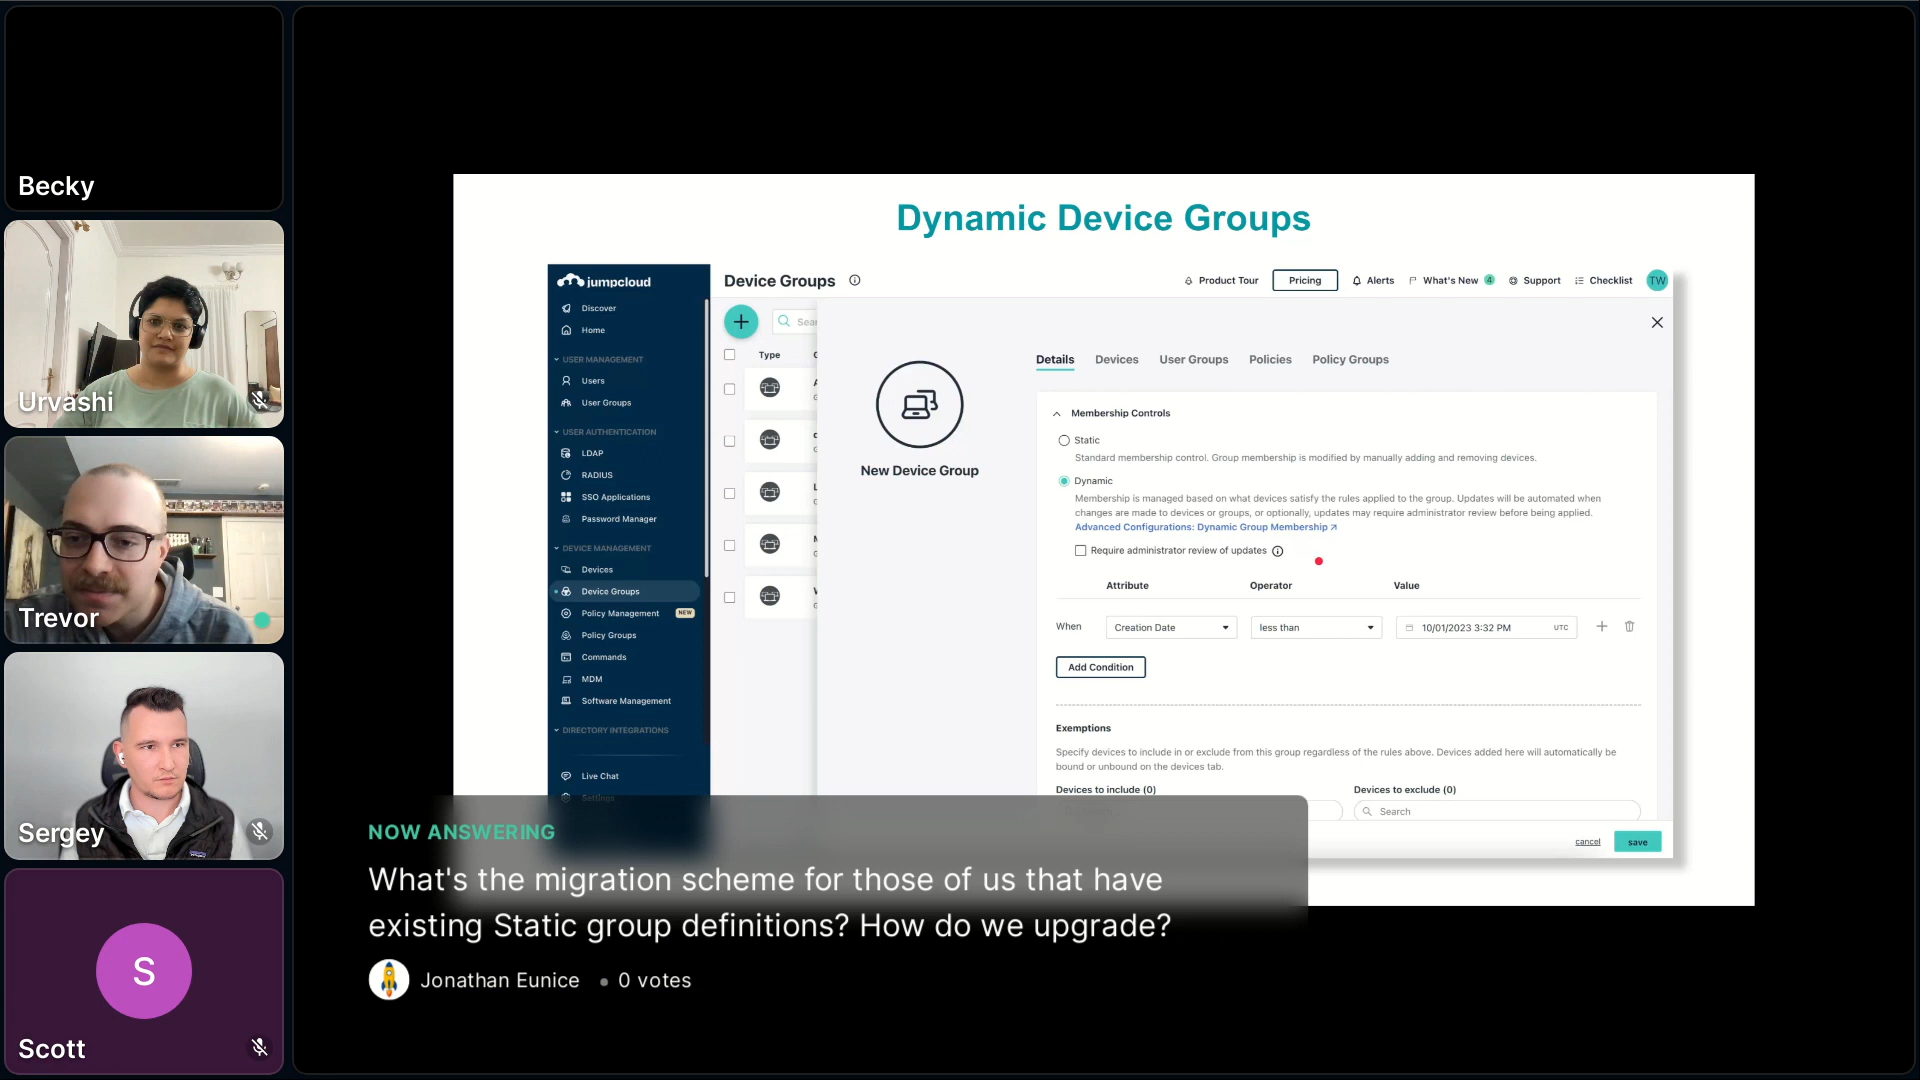 Becky
Urvashi
Trevor
Sergey
S
Scott
Dynamic Device Groups
jumpcloud
Discover
Home
USER MANAGEMENT
Users
User Groups
USER AUTHENTICATION
LDAP
RADIUS
SSO Applications
Password Manager
DEVICE MANAGEMENT
Devices
Device Groups
Policy Management NEW
Policy Groups
Commands
MDM
Software Management
DIRECTORY INTEGRATIONS
Live Chat
Settings
Device Groups
Product Tour Pricing Alerts What's New 4 Support Checklist TW
Type
New Device Group
Details Devices User Groups Policies Policy Groups
Membership Controls
Static
Standard membership control. Group membership is modified by manually adding and removing devices.
Dynamic
Membership is managed based on what devices satisfy the rules applied to the group. Updates will be automated when
changes are made to devices or groups, or optionally, updates may require administrator review before being applied.
Advanced Configurations: Dynamic Group Membership
Require administrator review of updates
Attribute Operator Value
When Creation Date less than 10/01/2023 3:32 PM UTC
Add Condition
Exemptions
Specify devices to include in or exclude from this group regardless of the rules above. Devices added here will automatically be
bound or unbound on the devices tab.
Devices to include (0) Devices to exclude (0)
Search
cancel save
NOW ANSWERING
What's the migration scheme for those of us that have
existing Static group definitions? How do we upgrade?
Jonathan Eunice • 0 votes